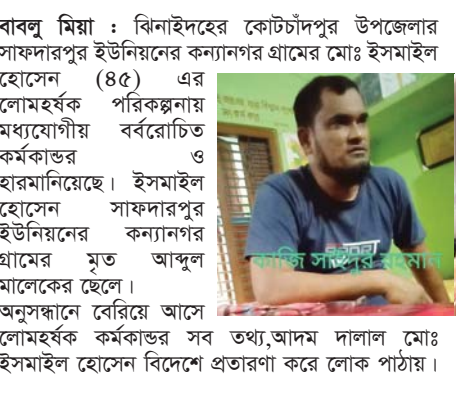 বাবলু মিয়া : ঝিনাইদহের কোটচাঁদপুর উপজেলার
সাফদারপুর ইউনিয়নের কন্যানগর গ্রামের মোঃ ইসমাইল
হোসেন (৪৫) এর
লোমহর্ষক পরিকল্পনায়
মধ্যযোগীয় বর্বরোচিত
কর্মকান্ডর ও
হারমানিয়েছে। ইসমাইল
হোসেন সাফদারপুর
ইউনিয়নের কন্যানগর
গ্রামের মৃত আব্দুল
মালেকের ছেলে।
অনুসন্ধানে বেরিয়ে আসে
লোমহর্ষক কর্মকান্ডর সব তথ্য,আদম দালাল মোঃ
ইসমাইল হোসেন বিদেশে প্রতারণা করে লোক পাঠায়।
কাজি সাইদুর রহমান